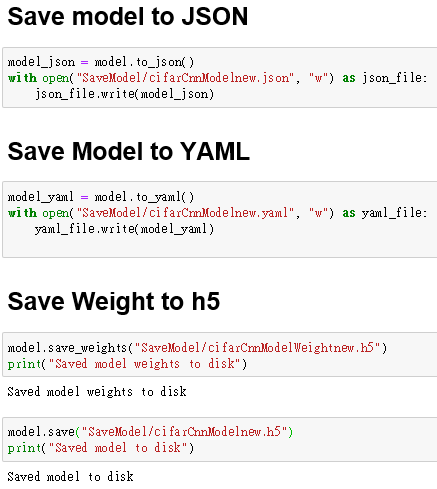 Save model to JSON
model_json = model.to_json()
with open("SaveModel/cifarCnnModelnew.json", "w") as json_file:
    json_file.write(model_json)
Save Model to YAML
model_yaml = model.to_yaml()
with open("SaveModel/cifarCnnModelnew.yaml", "w") as yaml_file:
    yaml_file.write(model_yaml)
Save Weight to h5
model.save_weights("SaveModel/cifarCnnModelWeightnew.h5")
print("Saved model weights to disk")
Saved model weights to disk
model.save("SaveModel/cifarCnnModelnew.h5")
print("Saved model to disk")
Saved model to disk